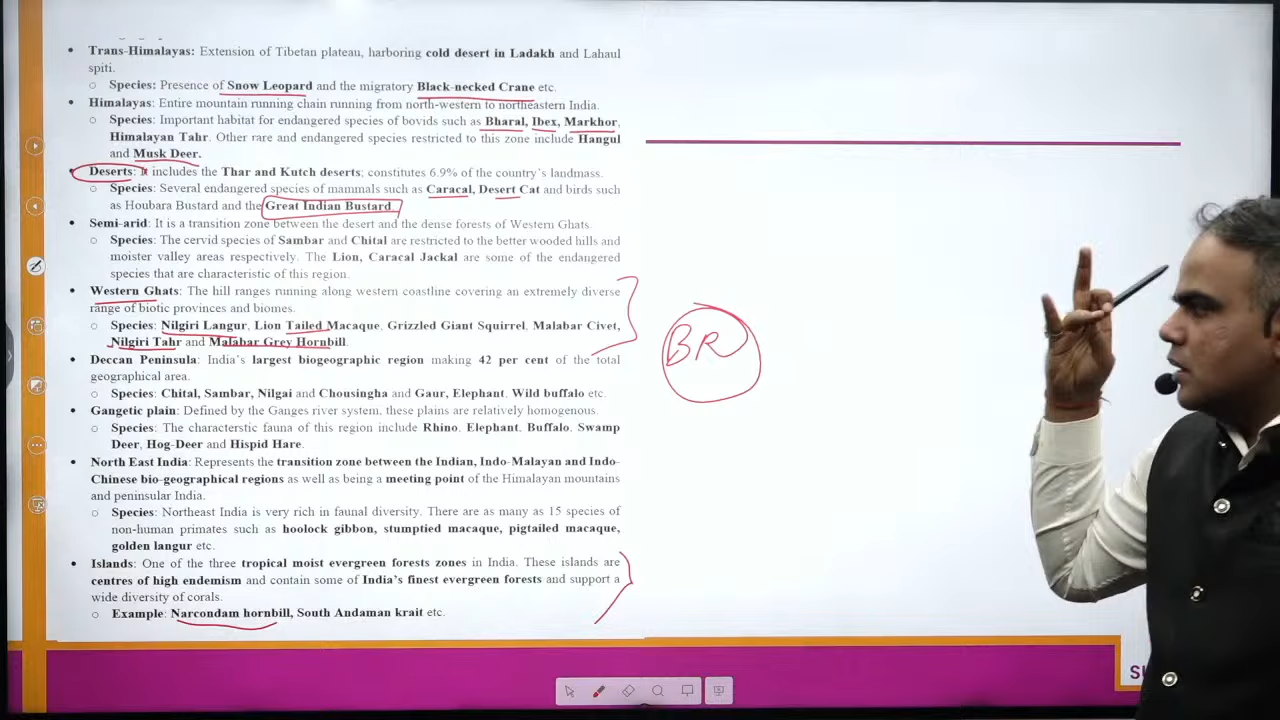 • Trans-Himalayas: Extension of Tibetan plateau, harboring cold desert in Ladakh and Lahaul
spiti.
o Species: Presence of Snow Leopard and the migratory Black-necked Crane etc.
• Himalayas: Entire mountain running chain running from north-western to northeastern India.
o Species: Important habitat for endangered species of bovids such as Bharal, Ibex, Markhor,
Himalayan Tahr. Other rare and endangered species restricted to this zone include Hangul
and Musk Deer.
• Deserts: It includes the Thar and Kutch deserts; constitutes 6.9% of the country's landmass.
o Species: Several endangered species of mammals such as Caracal, Desert Cat and birds such
as Houbara Bustard and the Great Indian Bustard.
• Semi-arid: It is a transition zone between the desert and the dense forests of Western Ghats.
o Species: The cervid species of Sambar and Chital are restricted to the better wooded hills and
moister valley areas respectively. The Lion, Caracal Jackal are some of the endangered
species that are characteristic of this region.
• Western Ghats: The hill ranges running along western coastline covering an extremely diverse
range of biotic provinces and biomes.
o Species: Nilgiri Langur, Lion Tailed Macaque, Grizzled Giant Squirrel, Malabar Civet,
Nilgiri Tahr and Malabar Grey Hornbill.
BR
• Deccan Peninsula: India's largest biogeographic region making 42 per cent of the total
geographical area.
o Species: Chital, Sambar, Nilgai and Chousingha and Gaur, Elephant, Wild buffalo etc.
• Gangetic plain: Defined by the Ganges river system, these plains are relatively homogenous.
o Species: The characterstic fauna of this region include Rhino, Elephant, Buffalo, Swamp
Deer, Hog-Deer and Hispid Hare.
• North East India: Represents the transition zone between the Indian, Indo-Malayan and Indo-
Chinese bio-geographical regions as well as being a meeting point of the Himalayan mountains
and peninsular India.
o Species: Northeast India is very rich in faunal diversity. There are as many as 15 species of
non-human primates such as hoolock gibbon, stumptied macaque, pigtailed macaque,
golden langur etc.
• Islands: One of the three tropical moist evergreen forests zones in India. These islands are
centres of high endemism and contain some of India's finest evergreen forests and support a
wide diversity of corals.
o Example: Narcondam hornbill, South Andaman krait etc.